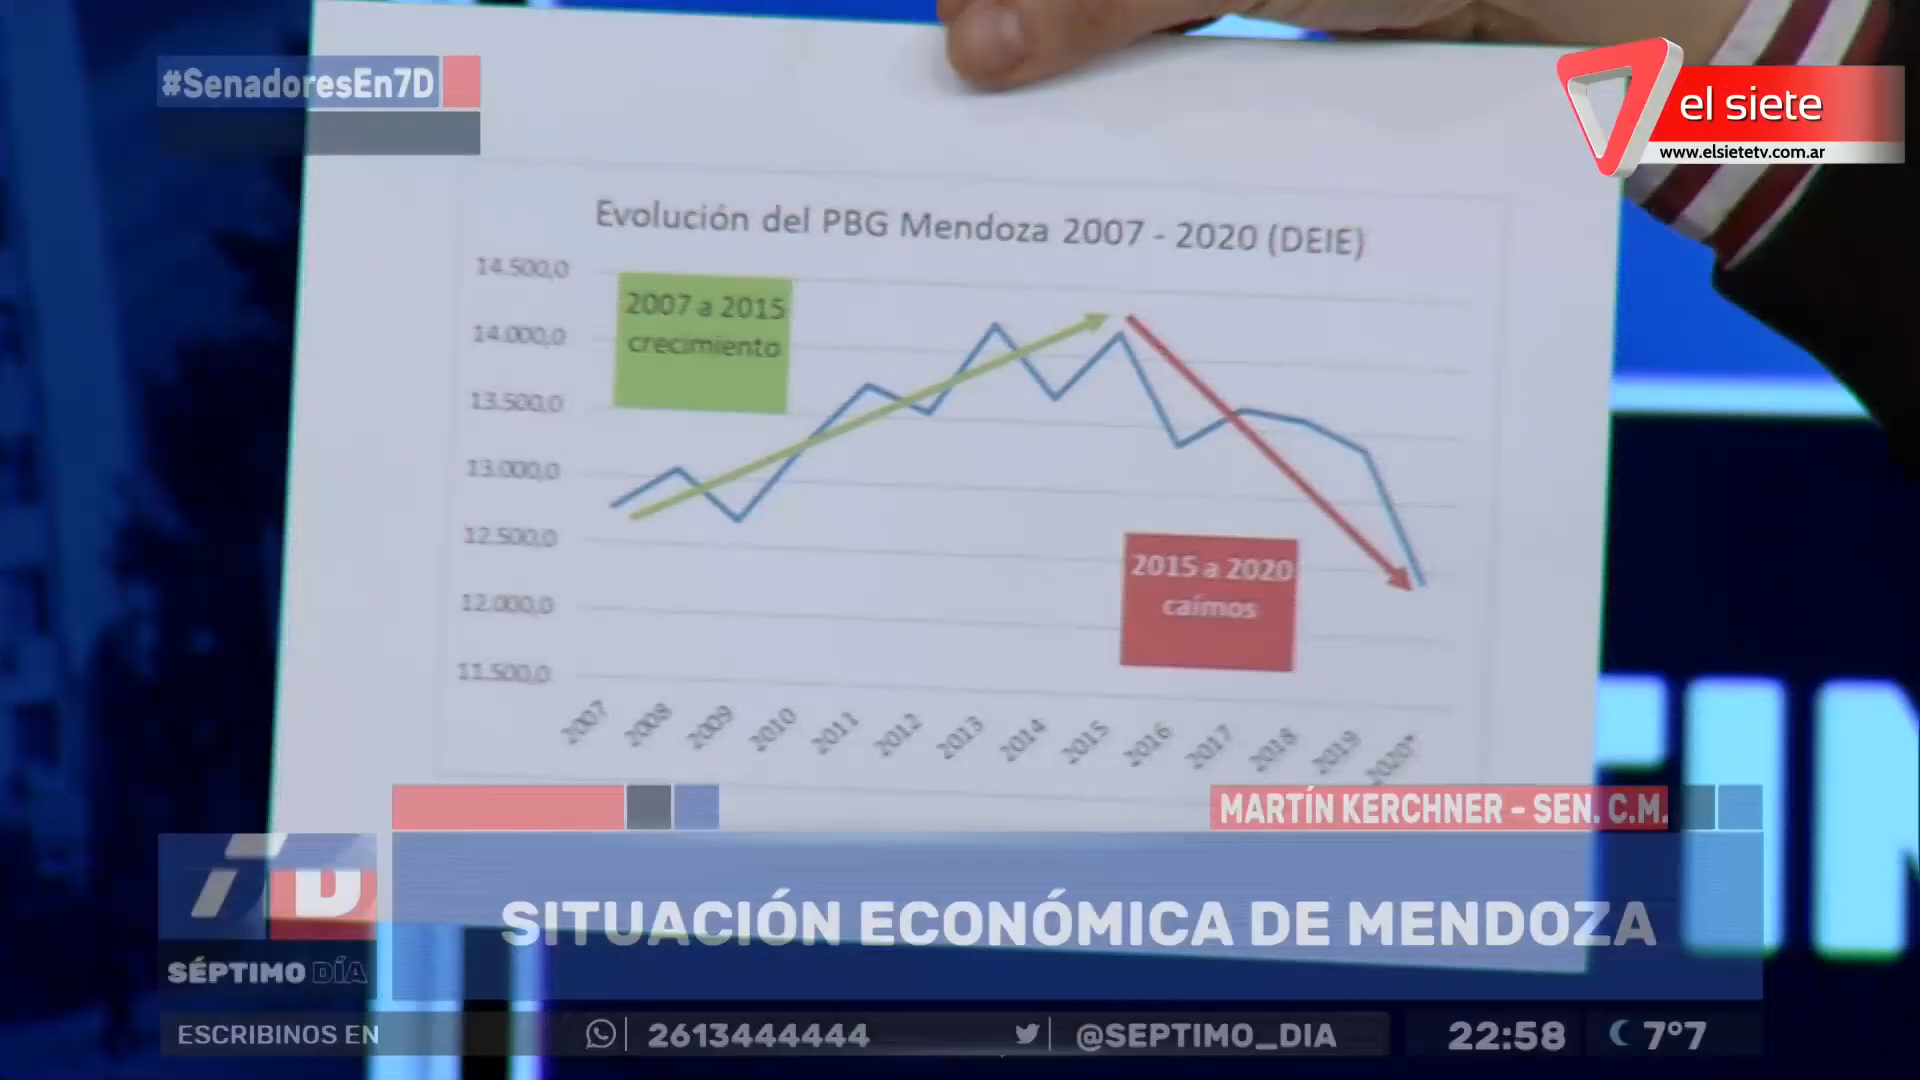 #SenadoresEn7D
el siete
www.elsietetv.com.ar
Evolución del PBG Mendoza 2007 - 2020 (DEIE)
14.500,0
14.000,0
13.500,0
13.000,0
12.500,0
12.000,0
11.500,0
2007 a 2015
crecimiento
2015 a 2020
caímos
2007
2008
2009
2010
2011
2012
2013
2014
2015
2016
2017
2018
2019
2020*
MARTÍN KERCHNER - SEN. C.M.
7D
SITUACIÓN ECONÓMICA DE MENDOZA
SÉPTIMO DÍA
ESCRIBINOS EN
2613444444
@SEPTIMO_DIA
22:58
7°7